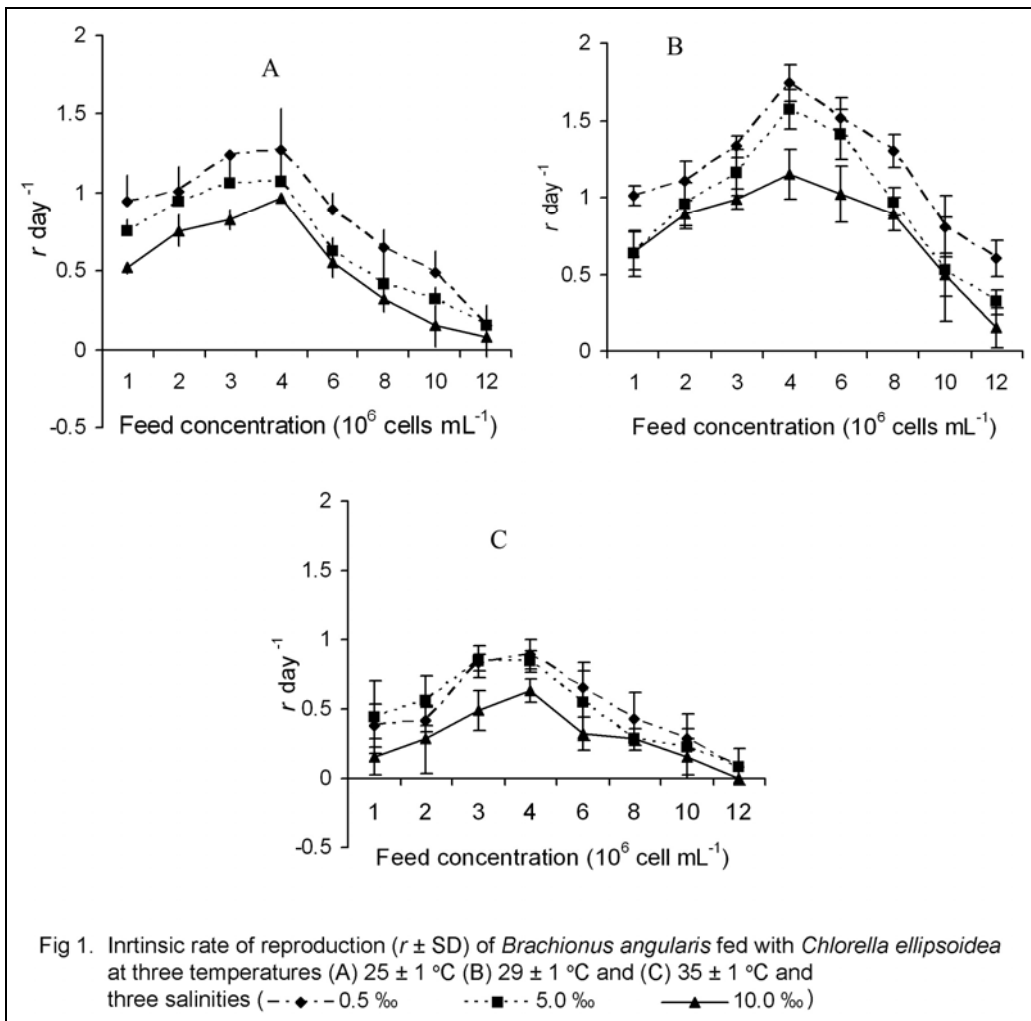 A
r day -1
2
1.5
1
0.5
0
-0.5
1 2 3 4 6 8 10 12
Feed concentration (10⁶ cells mL⁻¹)
B
r day -1
2
1.5
1
0.5
0
1 2 3 4 6 8 10 12
Feed concentration (10⁶ cells mL⁻¹)
C
r day -1
2
1.5
1
0.5
0
-0.5
1 2 3 4 6 8 10 12
Feed concentration (10⁶ cell mL⁻¹)
Fig 1. Inrtinsic rate of reproduction (r ± SD) of Brachionus angularis fed with Chlorella ellipsoidea
at three temperatures (A) 25 ± 1 ºC (B) 29 ± 1 ºC and (C) 35 ± 1 ºC and
three salinities ( 0.5 ‰ 5.0 ‰ 10.0 ‰ )